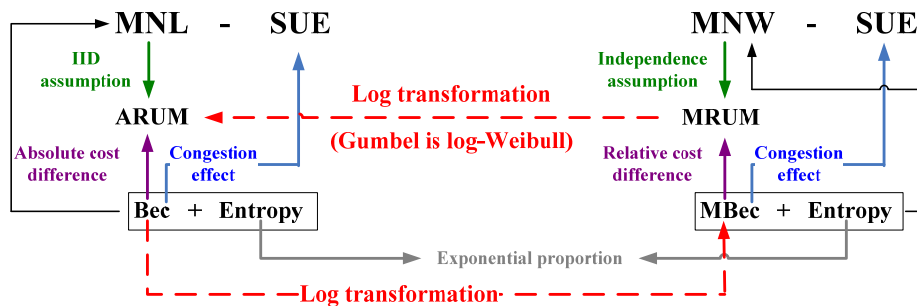 MNL - SUE
MNW - SUE
IID
assumption
Independence
assumption
Log transformation
ARUM
MRUM
(Gumbel is log-Weibull)
Absolute cost
difference
Congestion
effect
Relative cost
difference
Congestion
effect
Bec + Entropy
MBec + Entropy
Exponential proportion
Log transformation